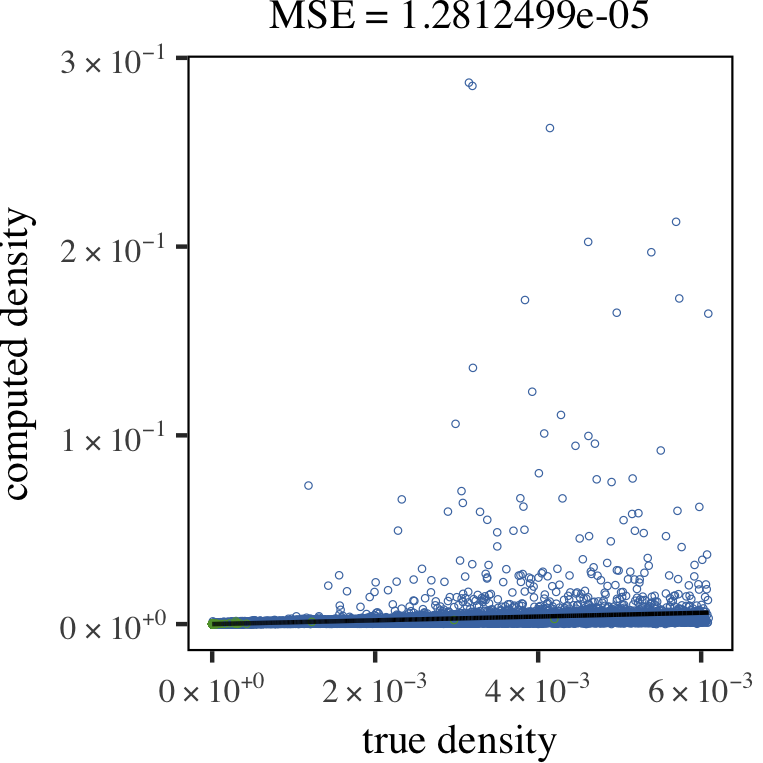 MSE = 1.2812499e-05
3 × 10⁻¹
2 × 10⁻¹
1 × 10⁻¹
0 × 10⁺⁰
computed density
0 × 10⁺⁰ 2 × 10⁻³ 4 × 10⁻³ 6 × 10⁻³
true density